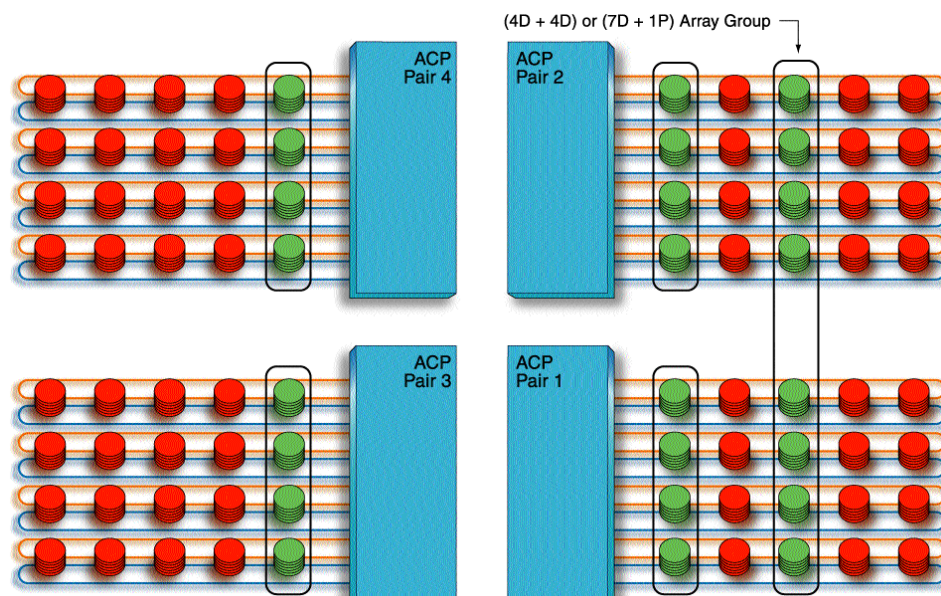 (4D + 4D) or (7D + 1P) Array Group
ACP
Pair 4
ACP
Pair 2
ACP
Pair 3
ACP
Pair 1